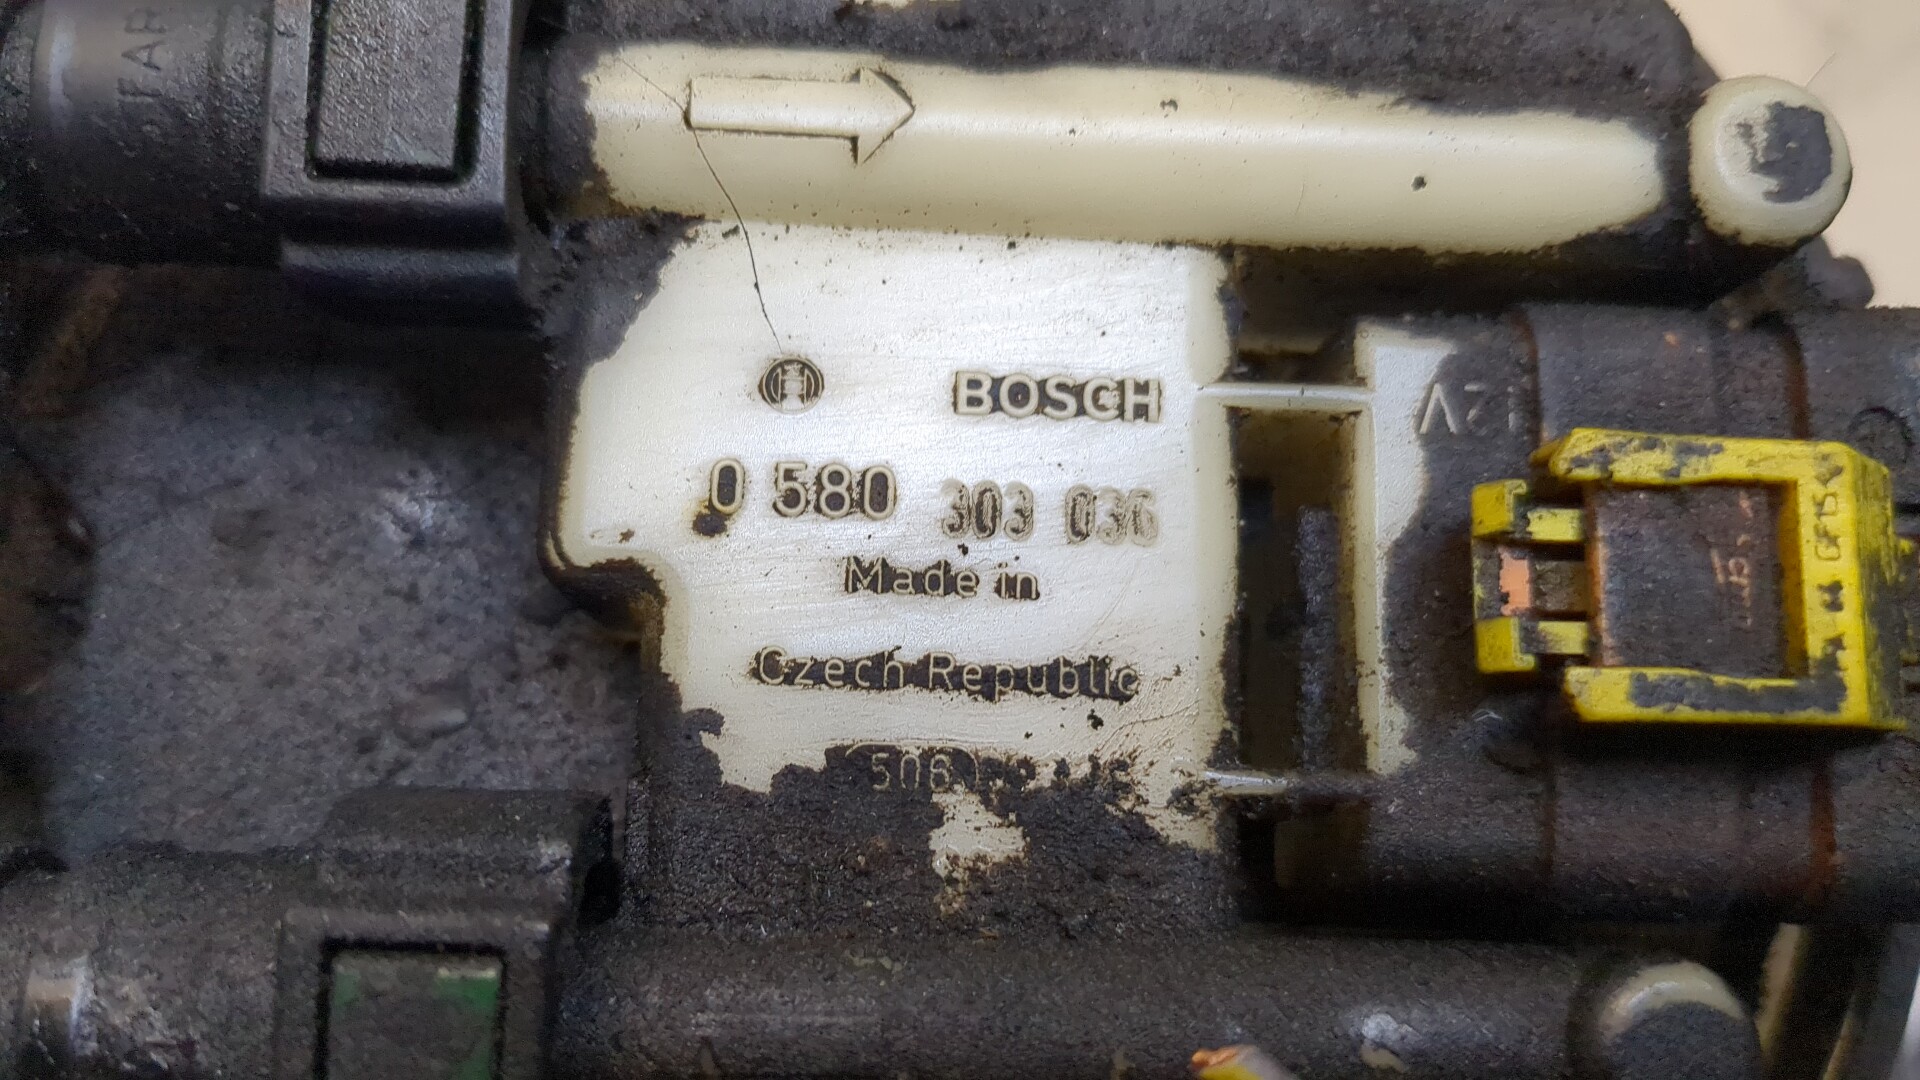 BOSCH
0 580 303 036
Made in
Czech Republic
506
12V